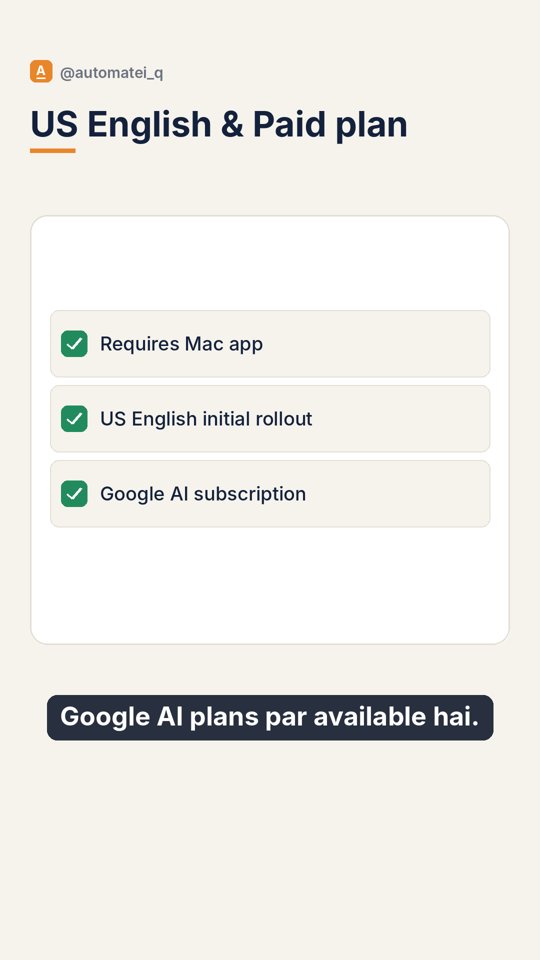 A
@automatei_q
US English & Paid plan
Requires Mac app
US English initial rollout
Google AI subscription
Google AI plans par available hai.